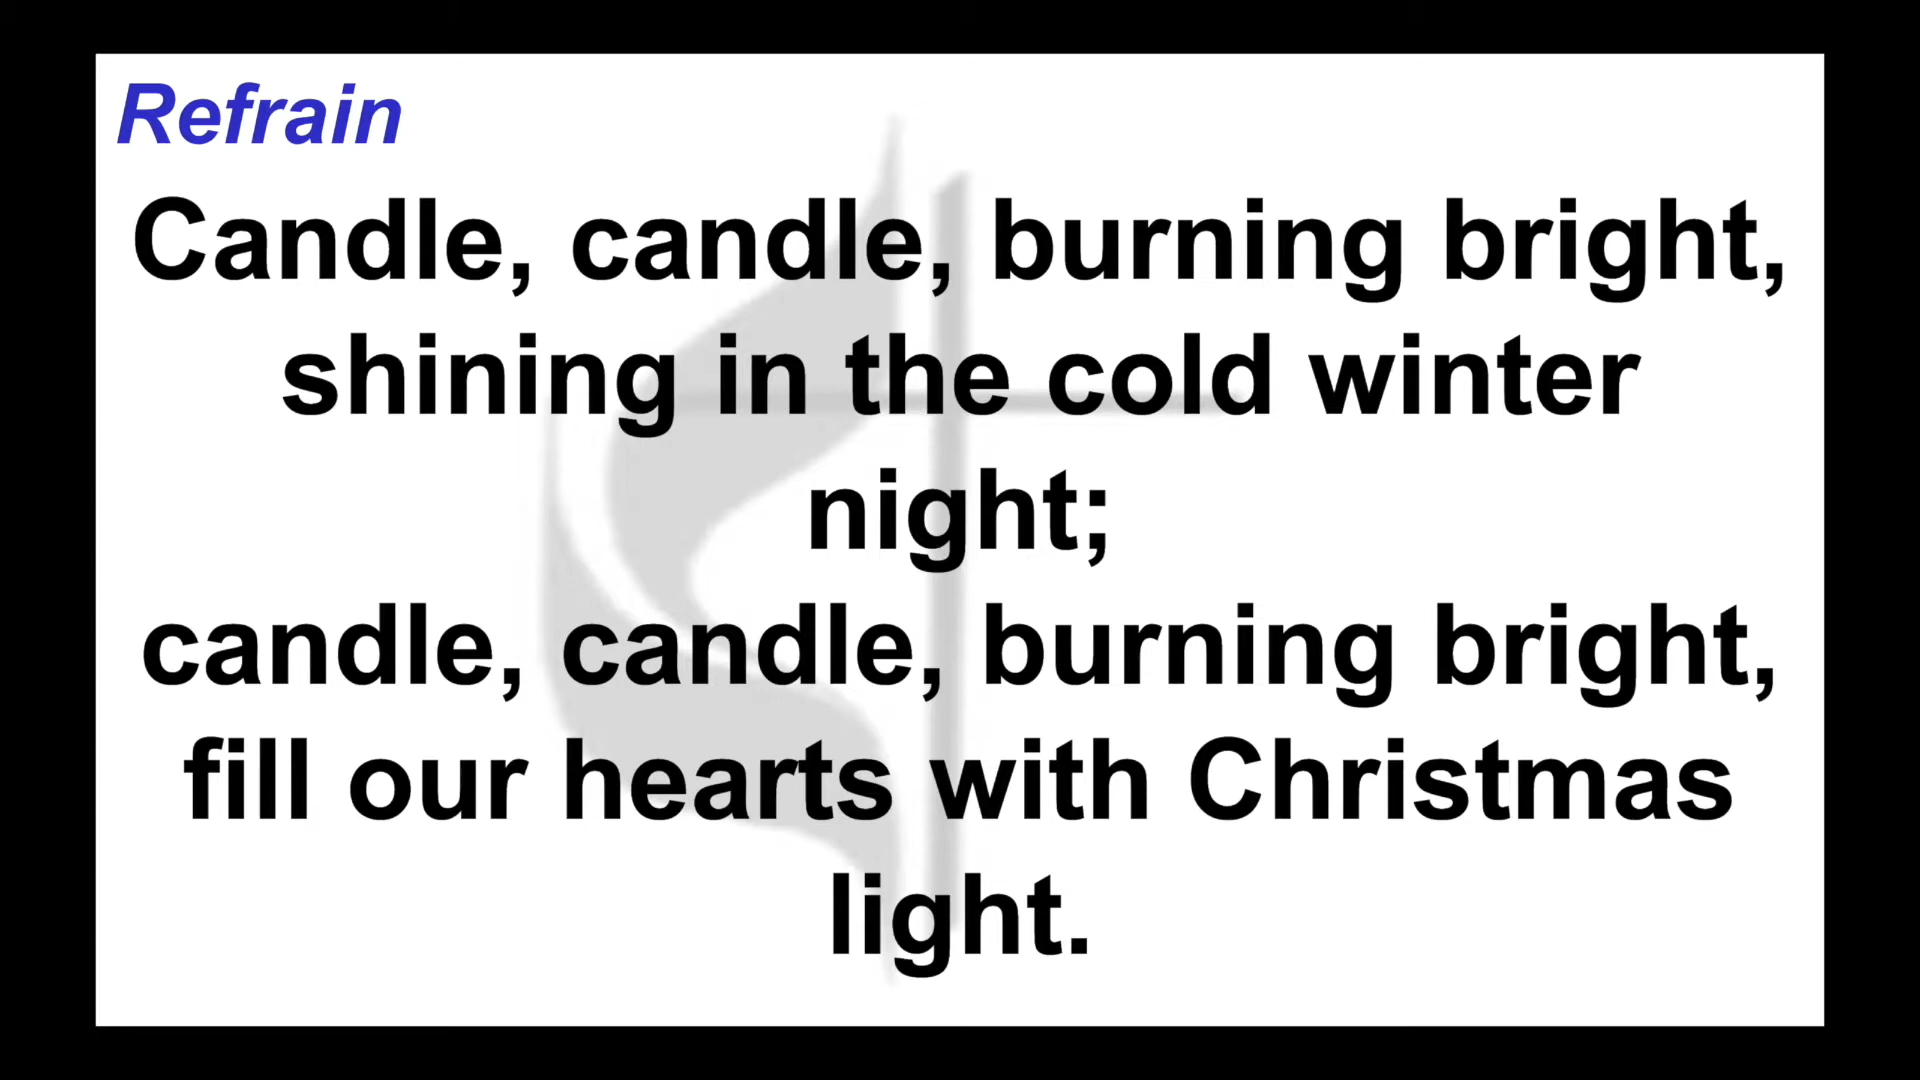 Refrain
Candle, candle, burning bright,
shining in the cold winter
night;
candle, candle, burning bright,
fill our hearts with Christmas
light.